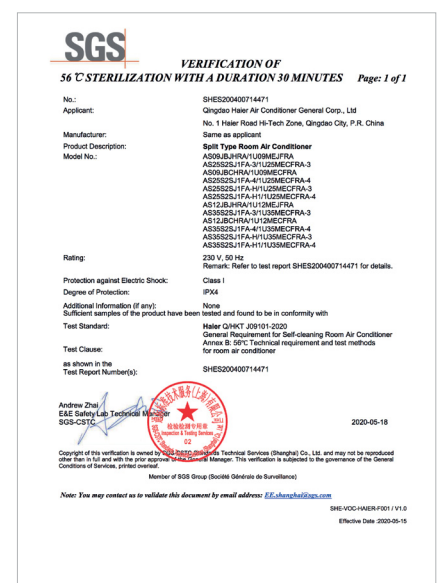 SGS
VERIFICATION OF
56 ℃ STERILIZATION WITH A DURATION 30 MINUTES Page: 1 of 1
No.: SHES200400714471
Applicant: Qingdao Haier Air Conditioner General Corp., Ltd
No. 1 Haier Road Hi-Tech Zone, Qingdao City, P.R. China
Manufacturer: Same as applicant
Product Description: Split Type Room Air Conditioner
Model No.: AS09JBJHRA/1U09MEJFRA
AS25S2SJ1FA-3/1U25MECFRA-3
AS09JBCHRA/1U09MECFRA
AS25S2SJ1FA-4/1U25MECFRA-4
AS25S2SJ1FA-H/1U25MECFRA-3
AS25S2SJ1FA-H1/1U25MECFRA-4
AS12JBJHRA/1U12MEJFRA
AS35S2SJ1FA-3/1U35MECFRA-3
AS12JBCHRA/1U12MECFRA
AS35S2SJ1FA-4/1U35MECFRA-4
AS35S2SJ1FA-H/1U35MECFRA-3
AS35S2SJ1FA-H1/1U35MECFRA-4
Rating: 230 V, 50 Hz
Remark: Refer to test report SHES200400714471 for details.
Protection against Electric Shock: Class I
Degree of Protection: IPX4
Additional Information (if any): None
Sufficient samples of the product have been tested and found to be in conformity with
Test Standard: Haier Q/HKT J09101-2020
General Requirement for Self-cleaning Room Air Conditioner
Annex B: 56℃ Technical requirement and test methods
Test Clause: for room air conditioner
as shown in the
Test Report Number(s): SHES200400714471
Andrew Zhai
E&E Safety Lab Technical Manager
SGS-CSTC 2020-05-18
检验检测专用章
Inspection & Testing Services
02
Copyright of this verification is owned by SGS-CSTC Standards Technical Services (Shanghai) Co., Ltd. and may not be reproduced
other than in full and with the prior approval of the General Manager. This verification is subjected to the governance of the General
Conditions of Services, printed overleaf.
Member of SGS Group (Société Générale de Surveillance)
Note: You may contact us to validate this document by email address: EE.shanghai@sgs.com
SHE-VOC-HAIER-F001 / V1.0
Effective Date :2020-05-15